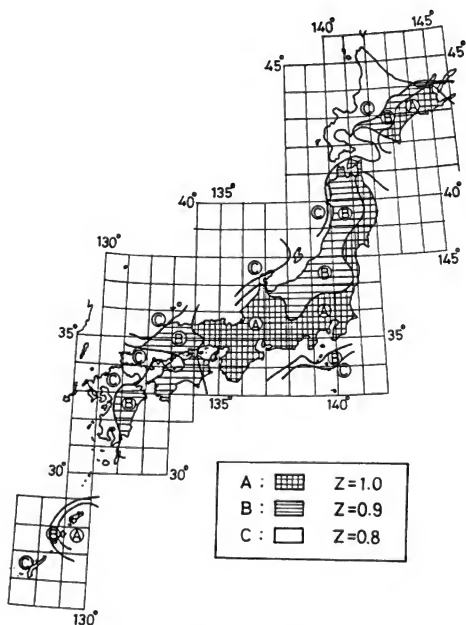 140° 145°
45° 45°
C B A
40° 135° 40°
C B
130° 145°
C B
C A
35° B A 35°
C B
C C
B 135° 140°
30° 30°
B A
C
130°
A : Z=1.0
B : Z=0.9
C : Z=0.8